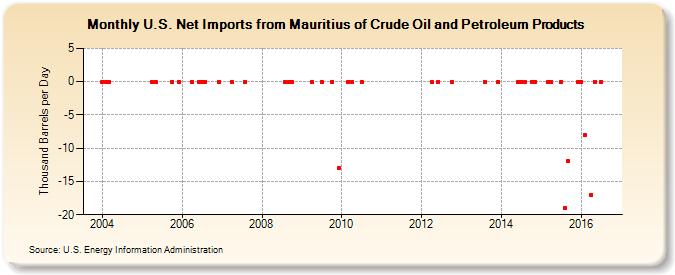 Monthly U.S. Net Imports from Mauritius of Crude Oil and Petroleum Products
Thousand Barrels per Day
5
0
-5
-10
-15
-20
2004 2006 2008 2010 2012 2014 2016
Source: U.S. Energy Information Administration